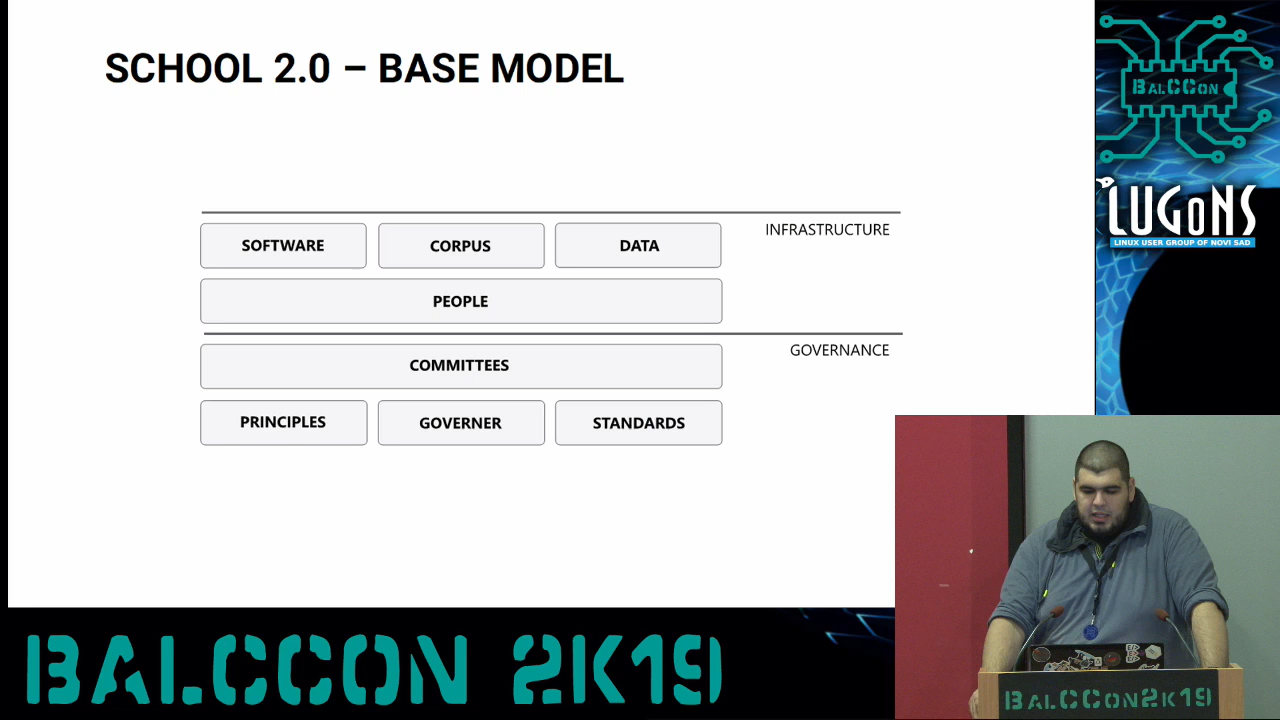 SCHOOL 2.0 – BASE MODEL
INFRASTRUCTURE
SOFTWARE
CORPUS
DATA
PEOPLE
GOVERNANCE
COMMITTEES
PRINCIPLES
GOVERNER
STANDARDS
BALCCON
LUGONS
LINUX USER GROUP OF NOVI SAD
BALCCON 2K19
BALCCON2K19